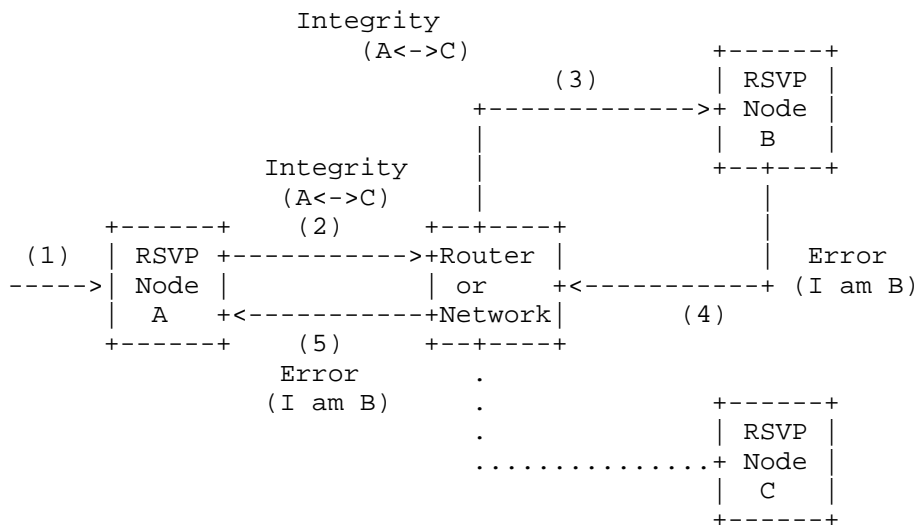 Integrity
                     (A<->C)                   +------+
                                   (3)         | RSVP |
                              +------------->+ Node |
                              |                | B    |
                Integrity     |                +--+---+
                 (A<->C)      |                   |
      +------+     (2)     +--+----+              |
 (1)  | RSVP +------------>+Router |              |    Error
----->| Node |             |  or   +<-----------+ (I am B)
      |  A   +<-----------+Network|      (4)
      +------+     (5)     +--+----+
                 Error        .
                (I am B)      .                +------+
                              .                | RSVP |
                              ...............+ Node |
                                               | C    |
                                               +------+